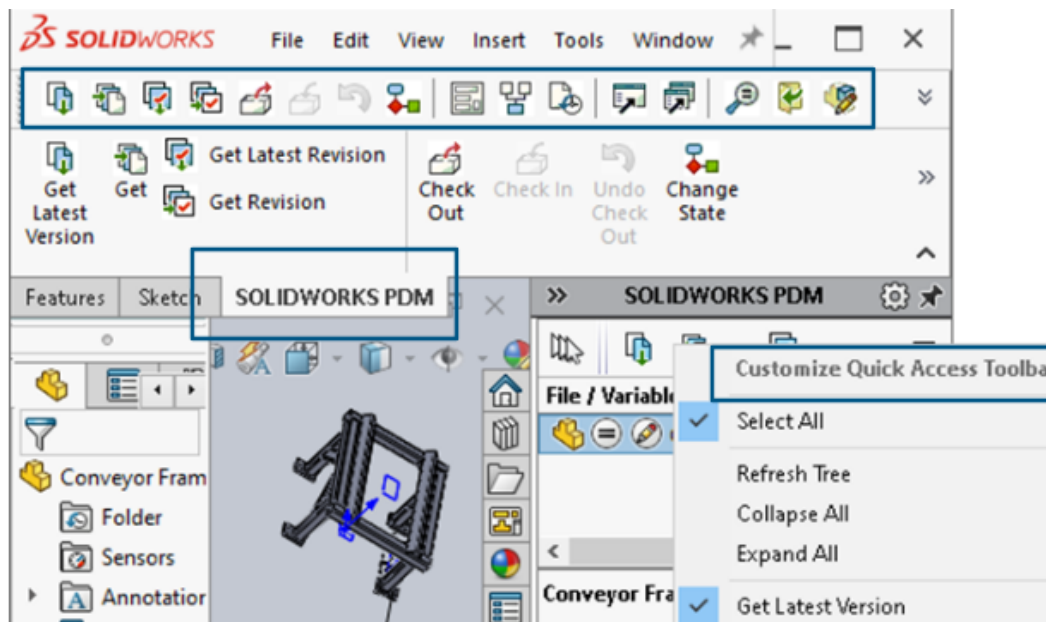 SOLIDWORKS File Edit View Insert Tools Window
Get Latest Version
Get
Get Latest Revision
Get Revision
Check Out
Check In
Undo Check Out
Change State
Features Sketch SOLIDWORKS PDM
SOLIDWORKS PDM
Customize Quick Access Toolba
File / Variabl
Select All
Refresh Tree
Collapse All
Expand All
Get Latest Version
Conveyor Fram
Folder
Sensors
Annotation
Conveyor Fra